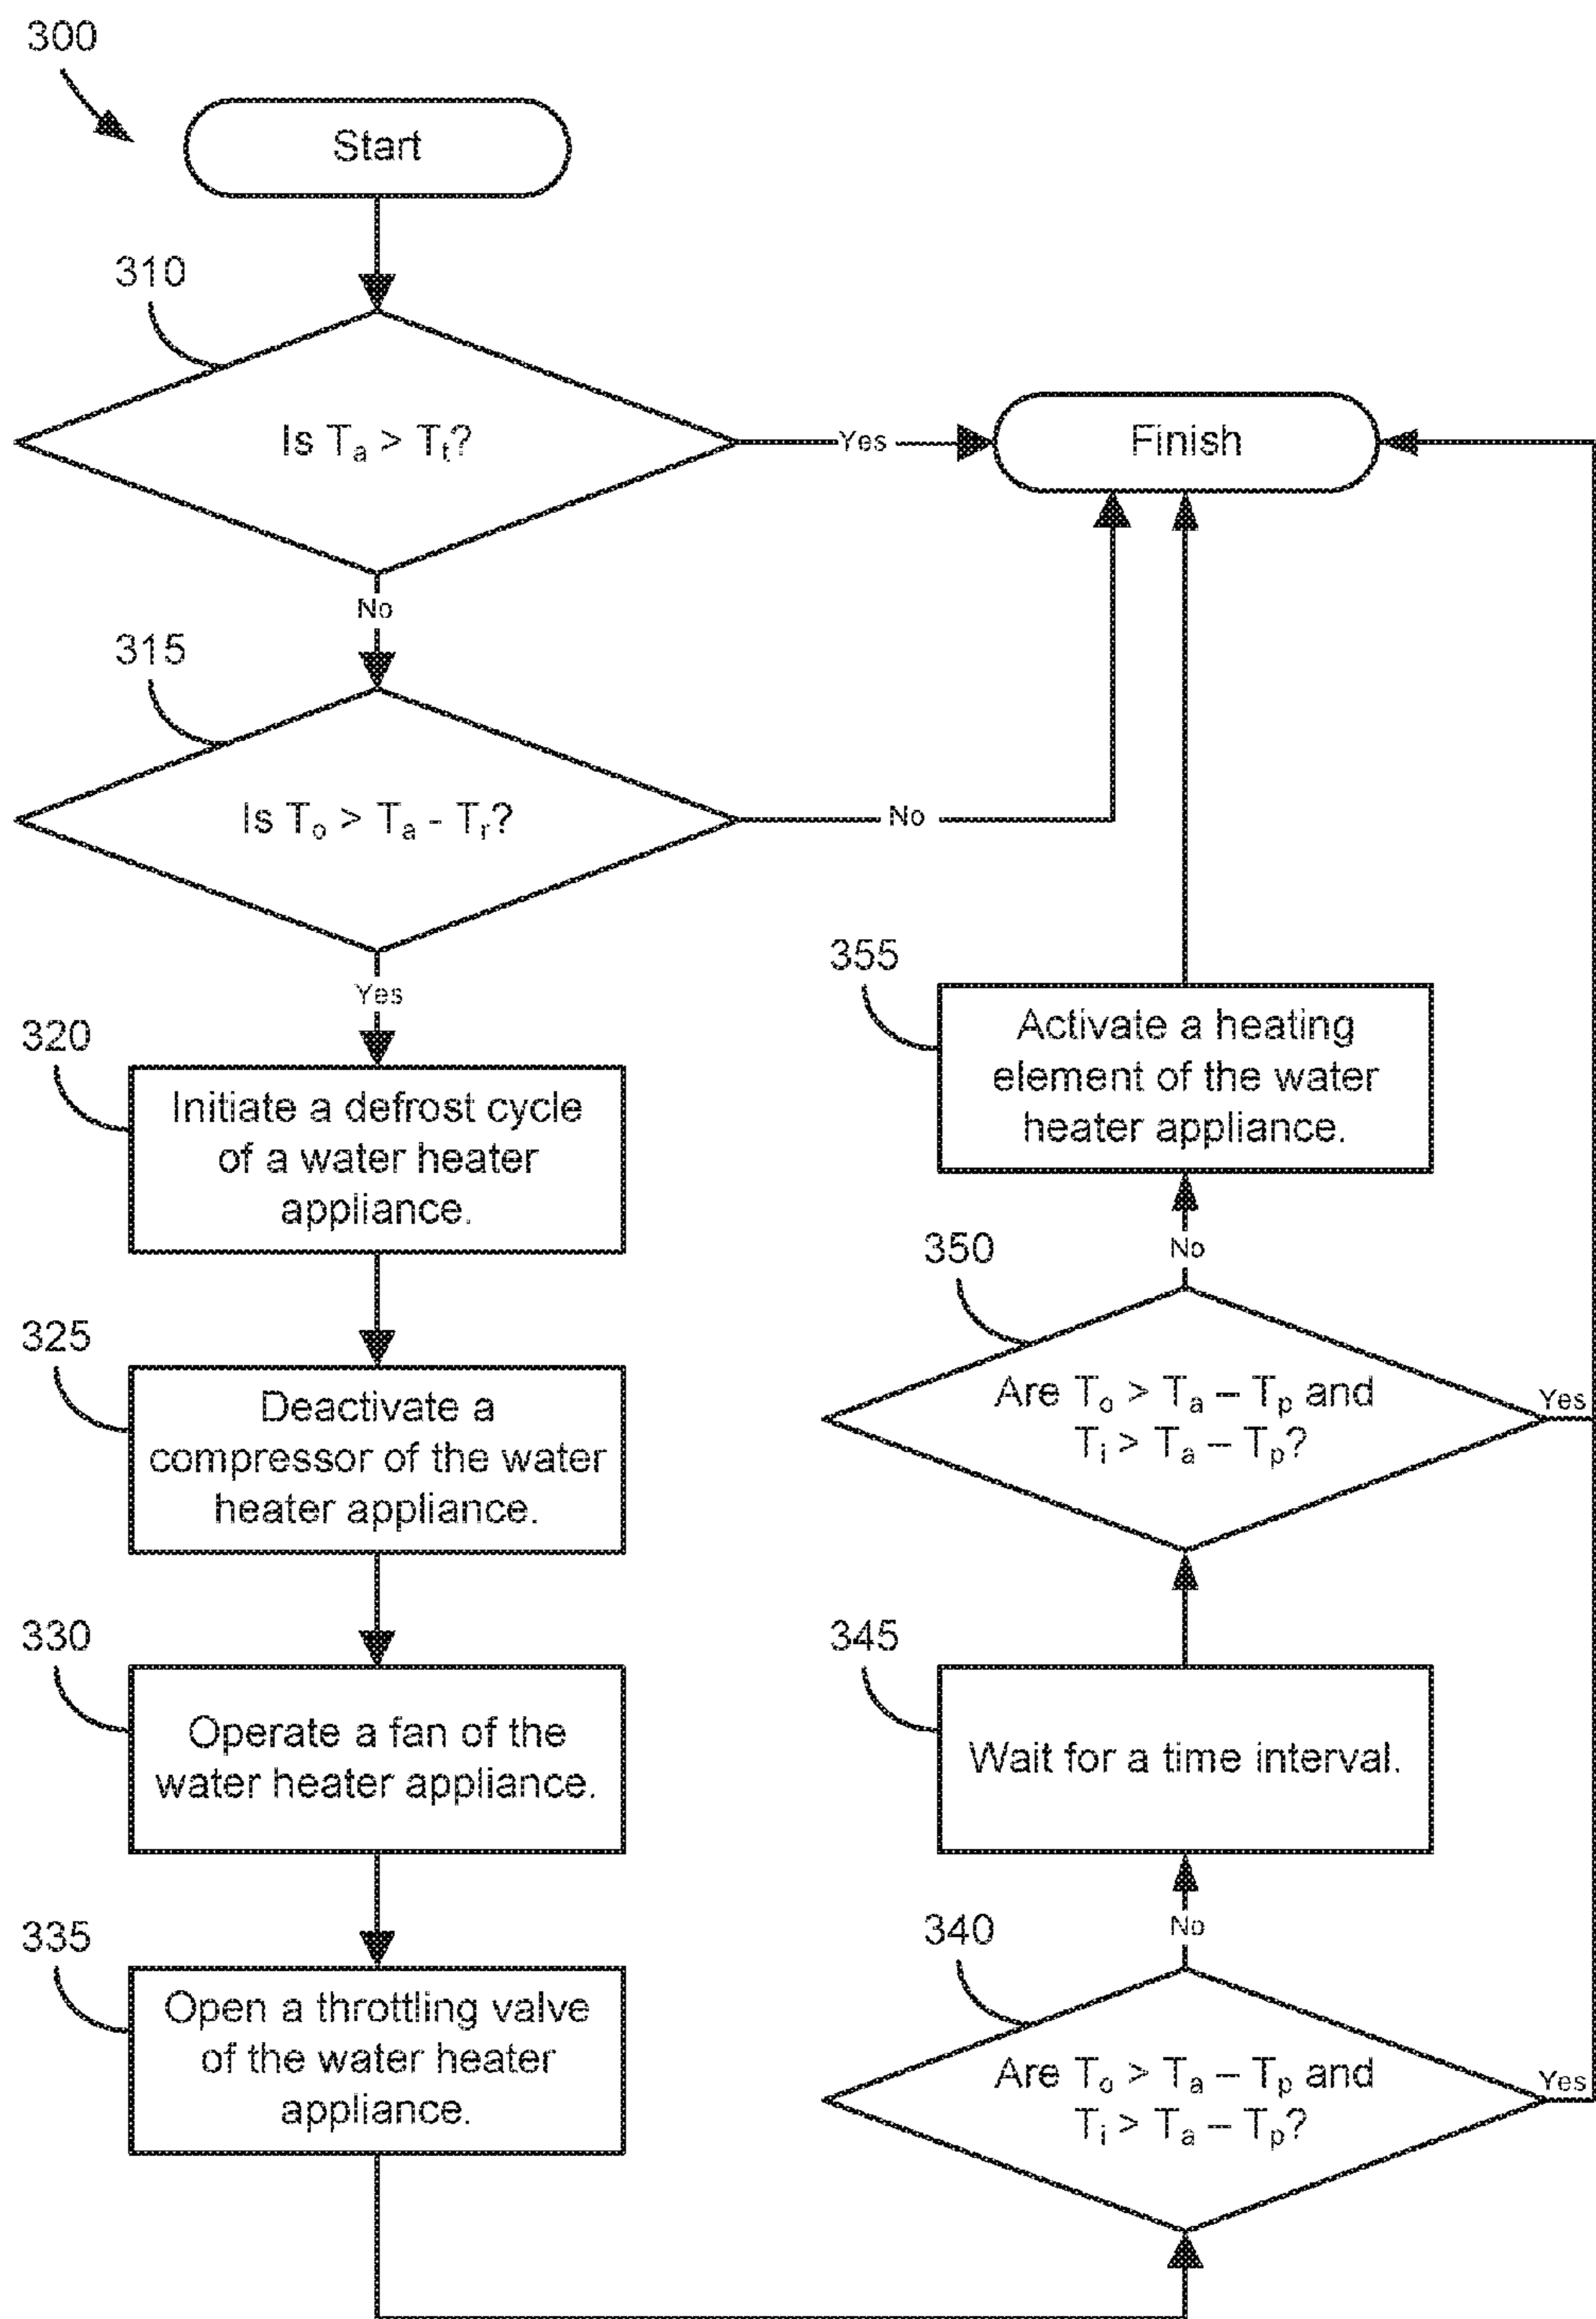 300
Start
310
Is Ta > Tt?
Yes
Finish
No
315
Is To > Ta - Tr?
No
Yes
320
Initiate a defrost cycle
of a water heater
appliance.
325
Deactivate a
compressor of the water
heater appliance.
330
Operate a fan of the
water heater appliance.
335
Open a throttling valve
of the water heater
appliance.
355
Activate a heating
element of the water
heater appliance.
No
350
Are To > Ta – Tp and
Ti > Ta – Tp?
Yes
345
Wait for a time interval.
No
340
Are To > Ta – Tp and
Ti > Ta – Tp?
Yes